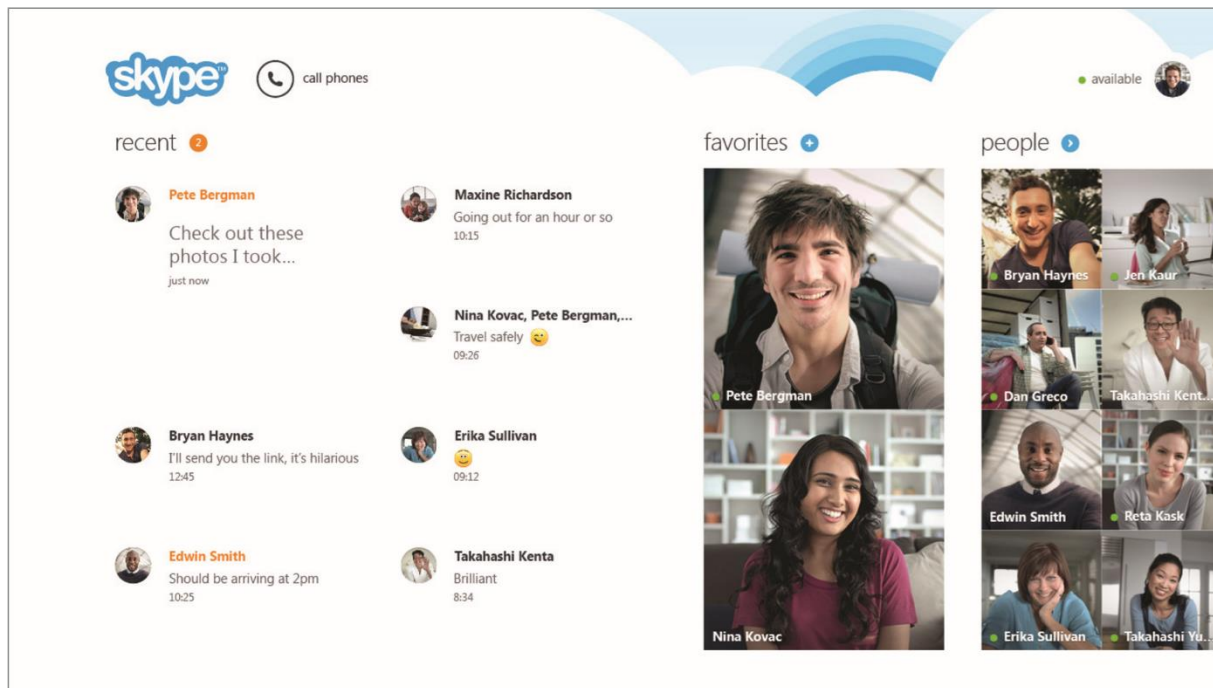 skype™
call phones
available
recent 2
Pete Bergman
Check out these
photos I took...
just now
Bryan Haynes
I'll send you the link, it's hilarious
12:45
Edwin Smith
Should be arriving at 2pm
10:25
Maxine Richardson
Going out for an hour or so
10:15
Nina Kovac, Pete Bergman,...
Travel safely
09:26
Erika Sullivan
09:12
Takahashi Kenta
Brilliant
8:34
favorites
Pete Bergman
Nina Kovac
people
Bryan Haynes
Jen Kaur
Dan Greco
Takahashi Kent...
Edwin Smith
Reta Kask
Erika Sullivan
Takahashi Yu...